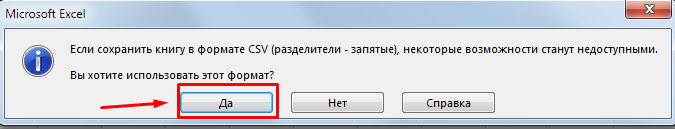 Microsoft Excel
Если сохранить книгу в формате CSV (разделители - запятые), некоторые возможности станут недоступными.
Вы хотите использовать этот формат?
Да Нет Справка